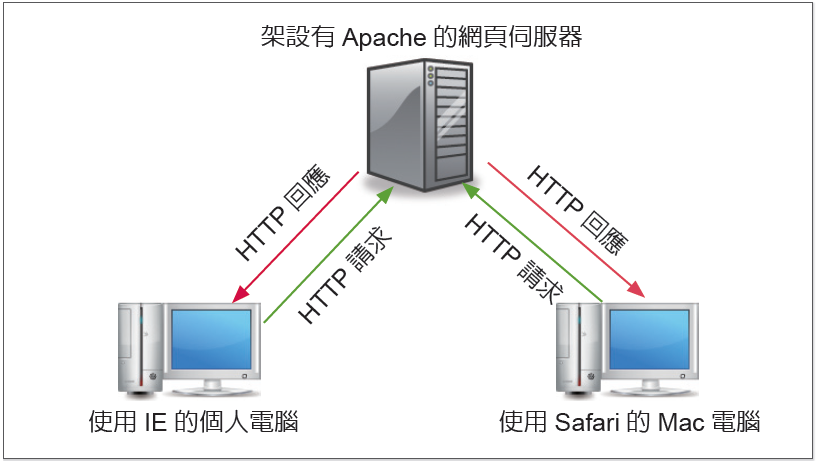 架設有 Apache 的網頁伺服器
HTTP 回應
HTTP 請求
HTTP 回應
HTTP 請求
使用 IE 的個人電腦
使用 Safari 的 Mac 電腦